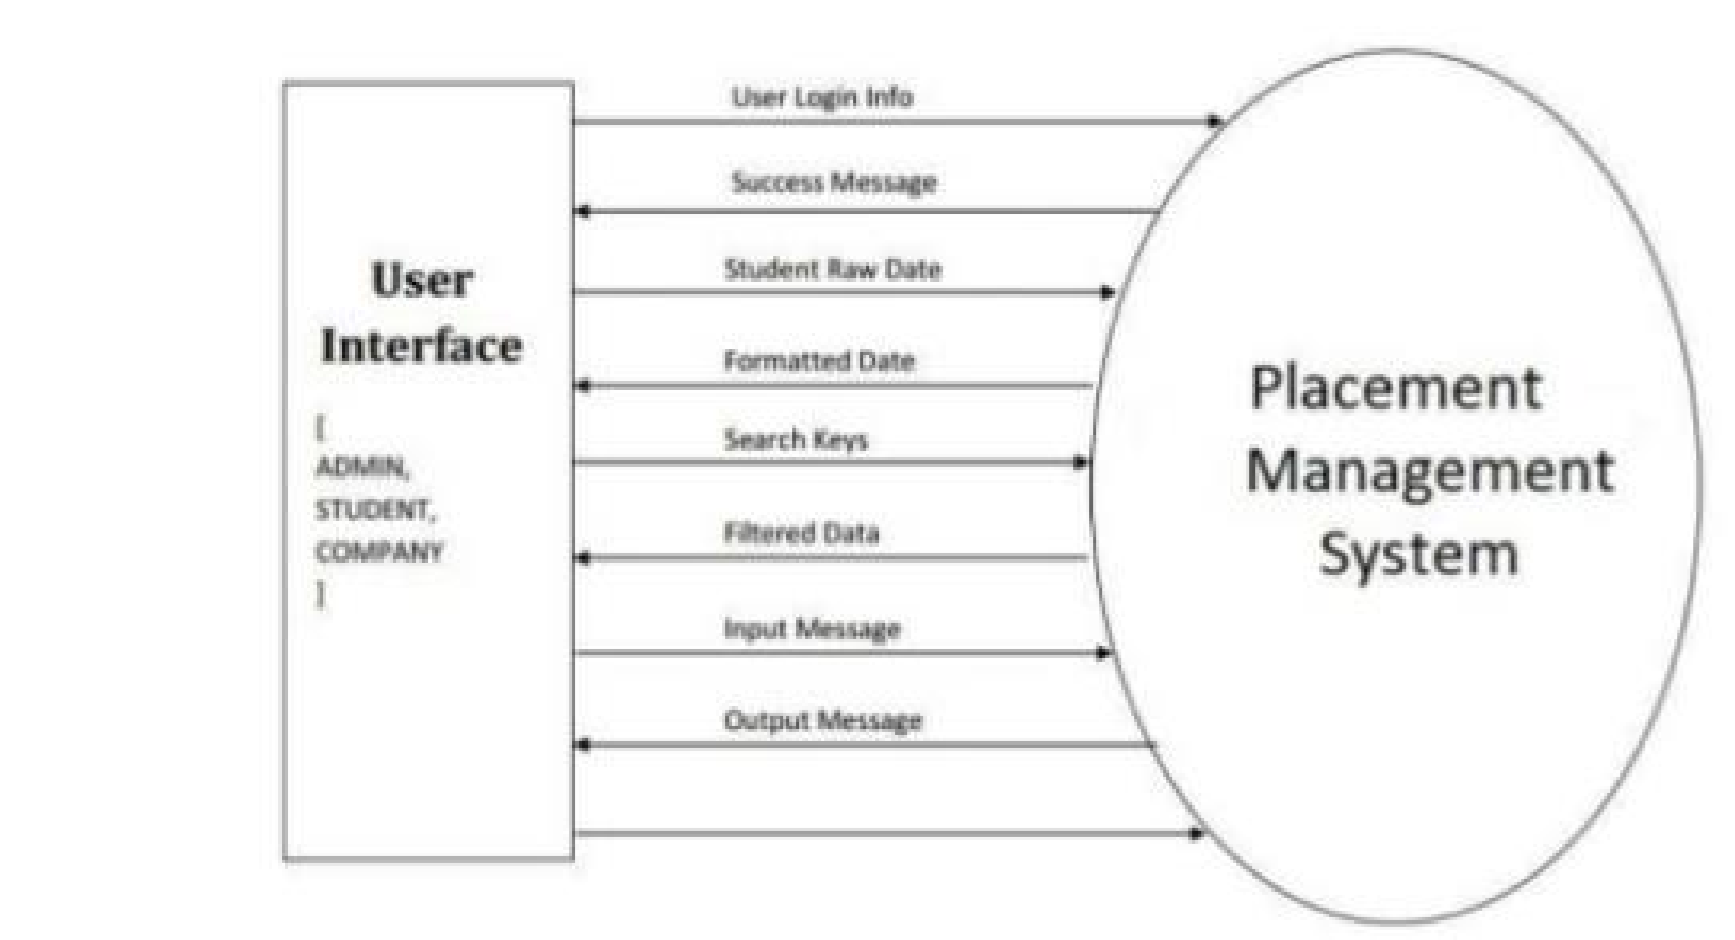 User Login Info
Success Message
Student Raw Date
Formatted Date
Search Keys
Filtered Data
Input Message
Output Message
User
Interface
[
ADMIN,
STUDENT,
COMPANY
]
Placement
Management
System